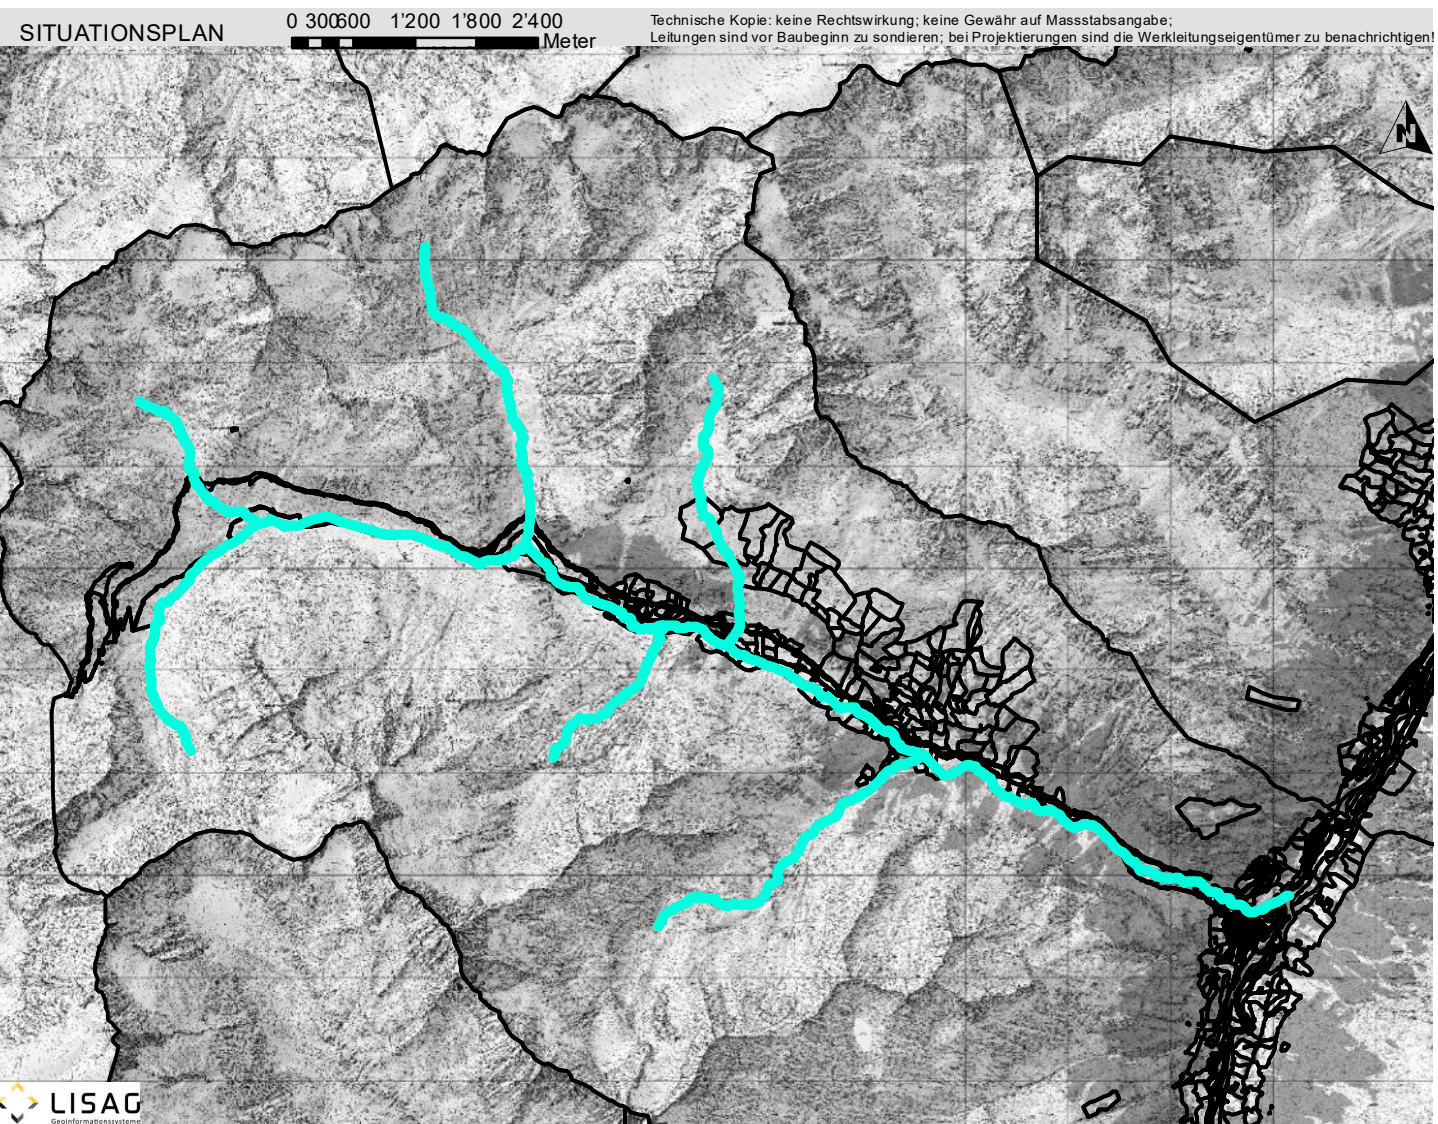 SITUATIONSPLAN
0 300600 1'200 1'800 2'400
Meter
Technische Kopie: keine Rechtswirkung; keine Gewähr auf Massstabsangabe;
Leitungen sind vor Baubeginn zu sondieren; bei Projektierungen sind die Werkleitungseigentümer zu benachrichtigen!
N
LISAG
Geoinformationssysteme